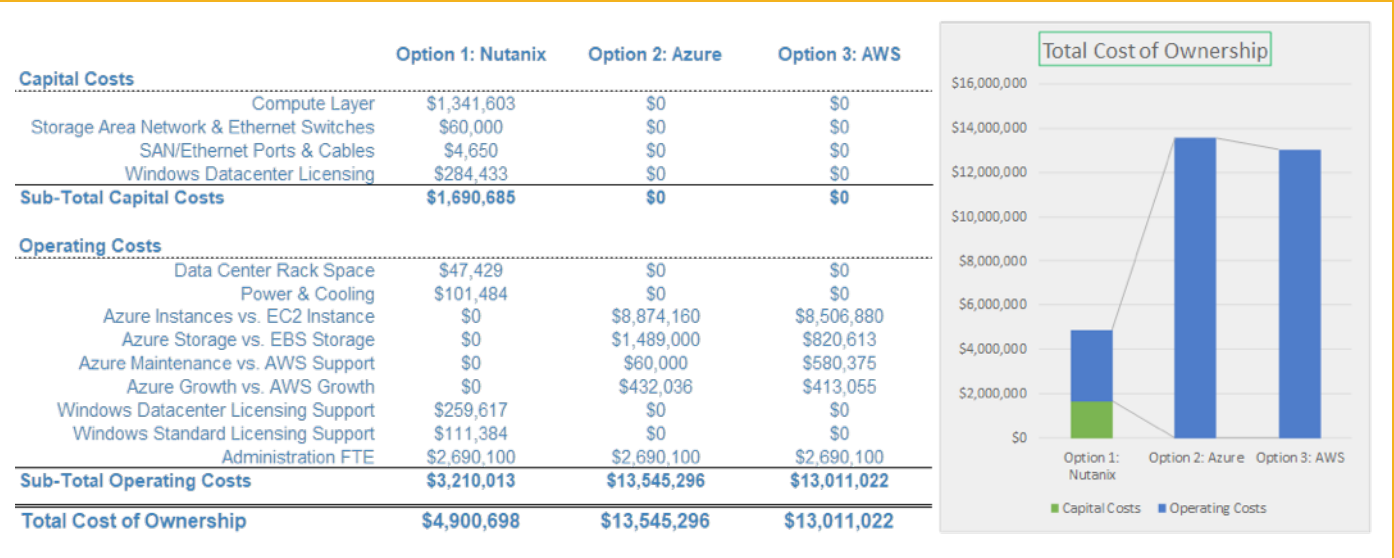 Option 1: Nutanix Option 2: Azure Option 3: AWS
Capital Costs
Compute Layer $1,341,603 $0 $0
Storage Area Network & Ethernet Switches $60,000 $0 $0
SAN/Ethernet Ports & Cables $4,650 $0 $0
Windows Datacenter Licensing $284,433 $0 $0
Sub-Total Capital Costs $1,690,685 $0 $0
Operating Costs
Data Center Rack Space $47,429 $0 $0
Power & Cooling $101,484 $0 $0
Azure Instances vs. EC2 Instance $0 $8,874,160 $8,506,880
Azure Storage vs. EBS Storage $0 $1,489,000 $820,613
Azure Maintenance vs. AWS Support $0 $60,000 $580,375
Azure Growth vs. AWS Growth $0 $432,036 $413,055
Windows Datacenter Licensing Support $259,617 $0 $0
Windows Standard Licensing Support $111,384 $0 $0
Administration FTE $2,690,100 $2,690,100 $2,690,100
Sub-Total Operating Costs $3,210,013 $13,545,296 $13,011,022
Total Cost of Ownership $4,900,698 $13,545,296 $13,011,022
Total Cost of Ownership
$16,000,000
$14,000,000
$12,000,000
$10,000,000
$8,000,000
$6,000,000
$4,000,000
$2,000,000
$0
Option 1: Option 2: Azure Option 3: AWS
Nutanix
Capital Costs Operating Costs